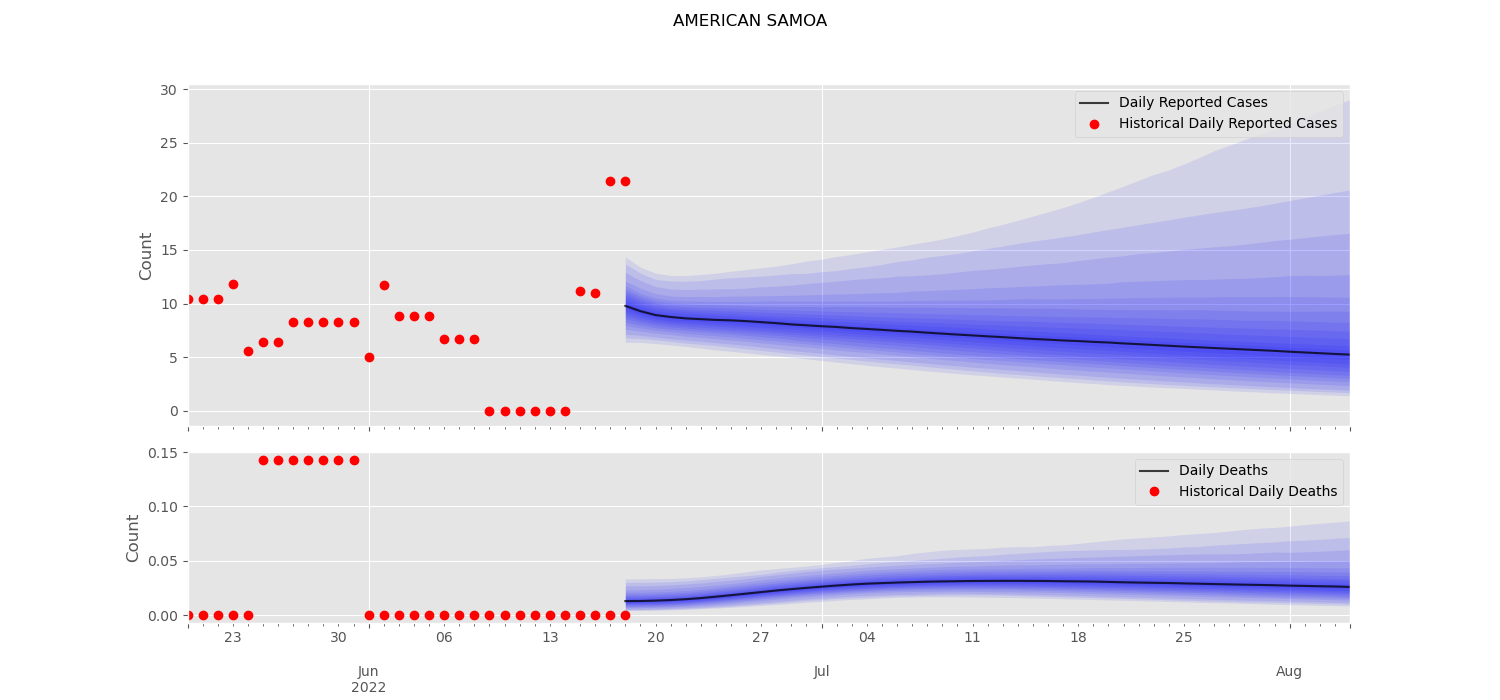 AMERICAN SAMOA
30
25
20
15
10
5
0
Count
Daily Reported Cases
Historical Daily Reported Cases
0.15
0.10
0.05
0.00
Count
Daily Deaths
Historical Daily Deaths
23 30 06 13 20 27 04 11 18 25
Jun Jul Aug
2022